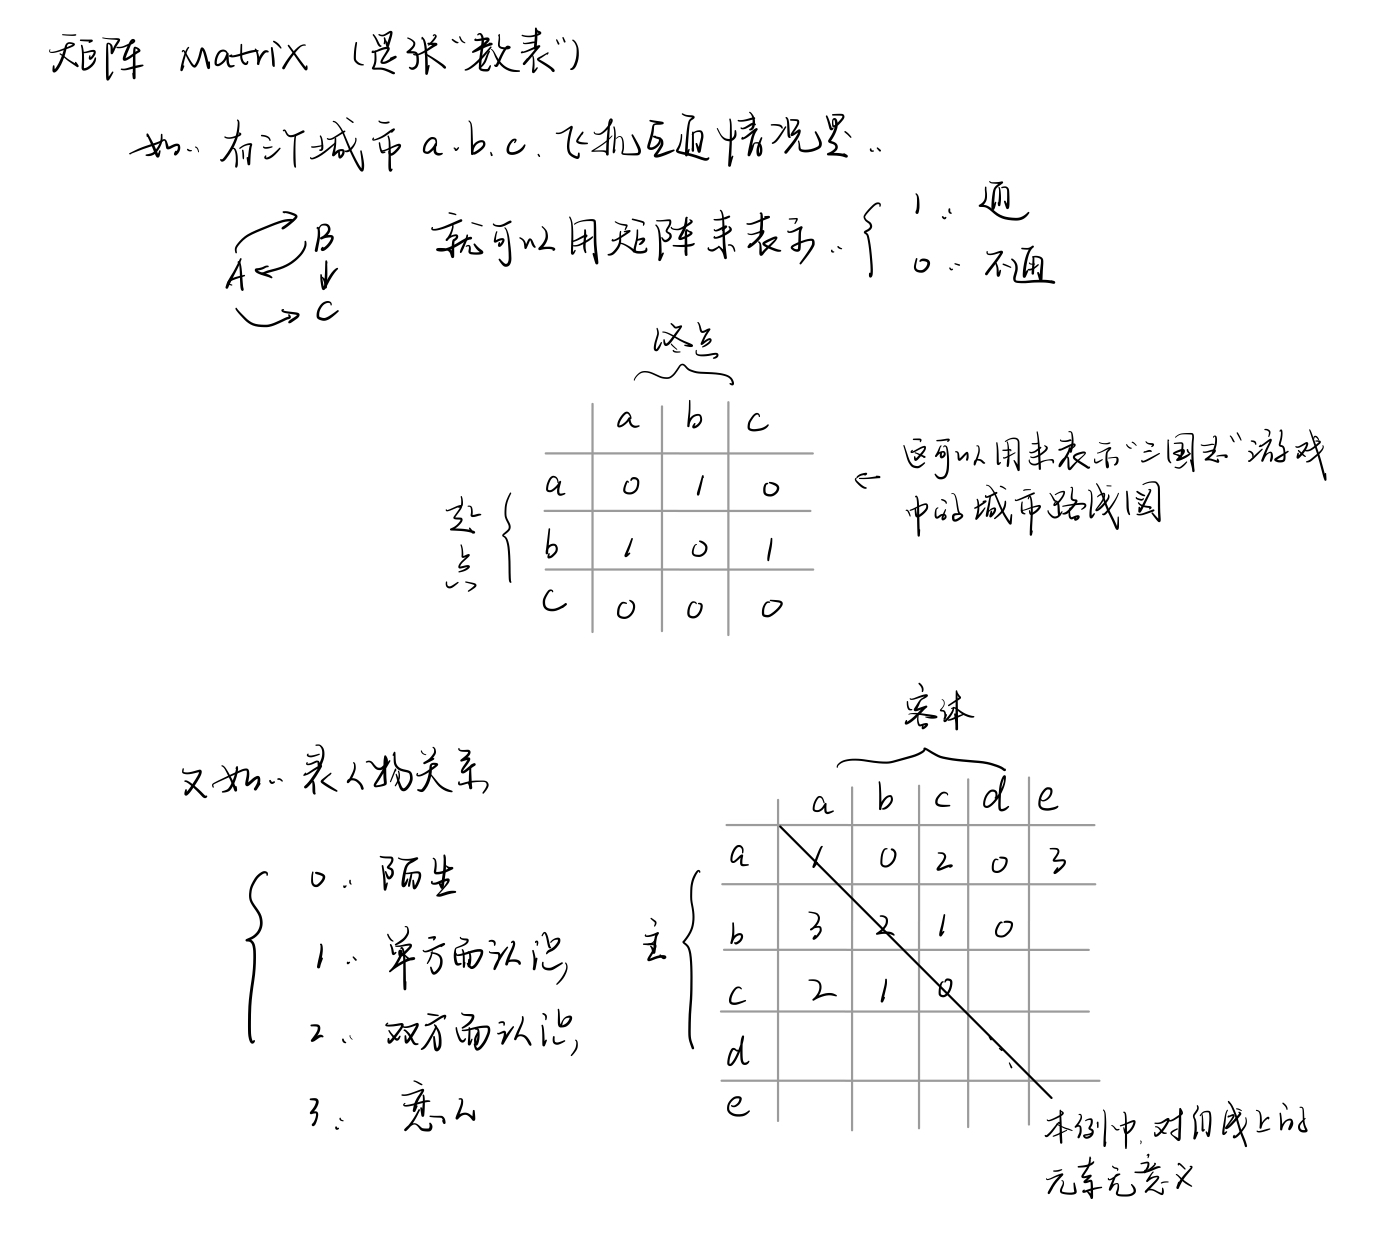 矩阵 Matrix (是张“数表”)
如: 有三个城市 a.b.c. 飞机互通情况是:
A B C
就可以用矩阵来表示: { 1: 通
0: 不通
终点
a b c
起点
a 0 1 0
b 1 0 1
c 0 0 0
← 这可以用来表示“三国志”游戏
中的城市路线图
又如: 表人物关系
0: 陌生
1: 单方面认识
2: 双方面认识
3: 恋人
客体
主
a b c d e
a 1 0 2 0 3
b 3 2 1 0
c 2 1 0
d
e
本例中, 对角线上的
元素无意义